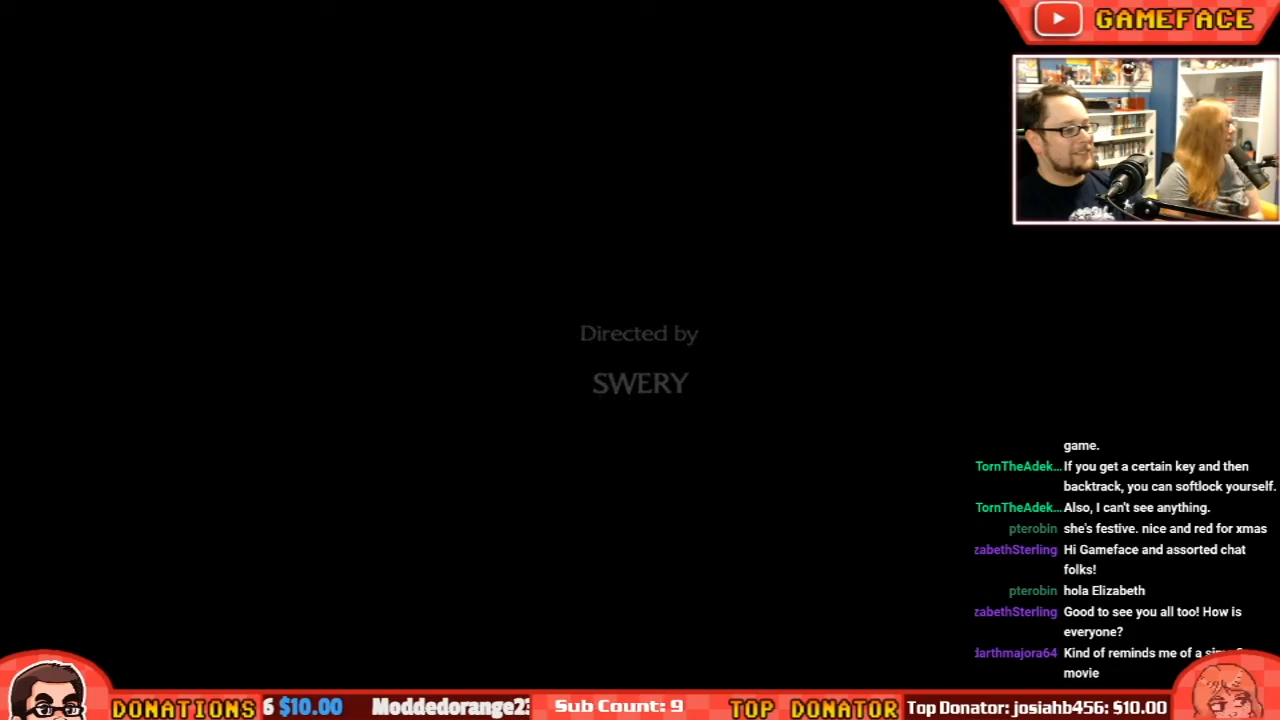 GAMEFACE
Directed by
SWERY
game.
TornTheAdek... If you get a certain key and then
backtrack, you can softlock yourself.
TornTheAdek... Also, I can't see anything.
pterobin she's festive. nice and red for xmas
zabethSterling Hi Gameface and assorted chat
folks!
pterobin hola Elizabeth
zabethSterling Good to see you all too! How is
everyone?
darthmajora64 Kind of reminds me of a
movie
DONATIONS 6 $10.00 Moddedorange23 Sub Count: 9 TOP DONATOR Top Donator: josiahb456: $10.00